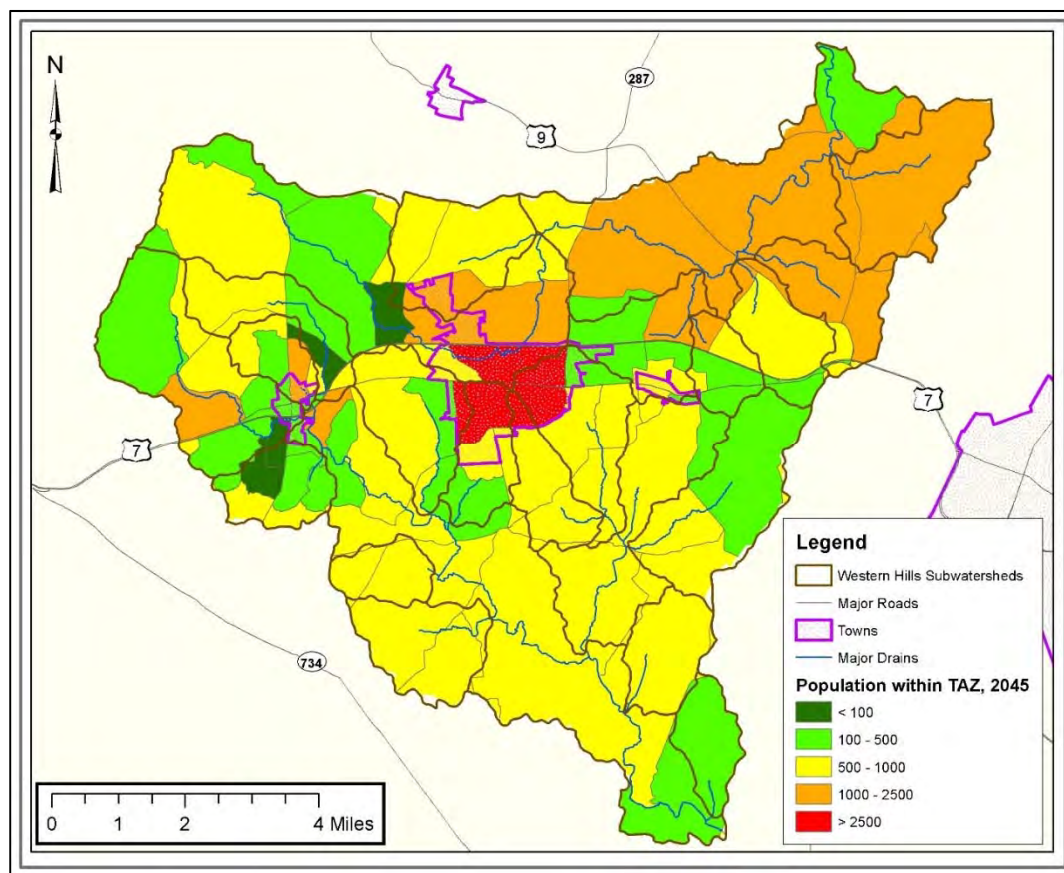 N
287
9
7
7
734
Legend
Western Hills Subwatersheds
Major Roads
Towns
Major Drains
Population within TAZ, 2045
< 100
100 - 500
500 - 1000
1000 - 2500
> 2500
0 1 2 4 Miles